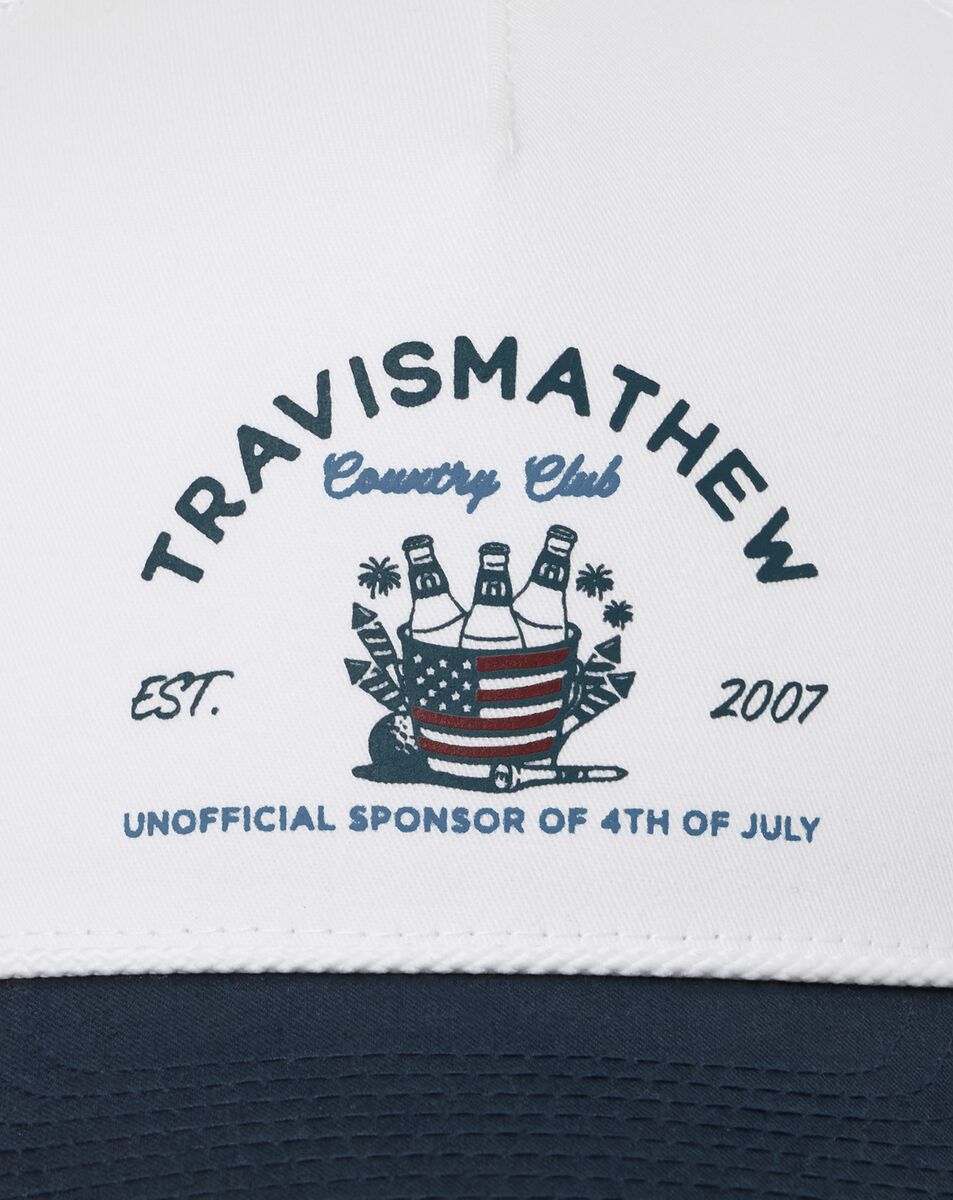 TRAVISMATHEW
Country Club
EST. 2007
UNOFFICIAL SPONSOR OF 4TH OF JULY